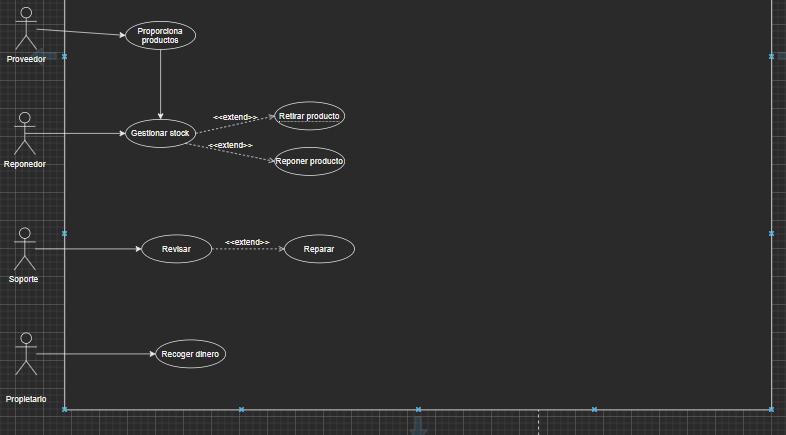 Proporciona
productos
Proveedor
<<extend>>
Retirar producto
Gestionar stock
<<extend>>
Reponer producto
Reponedor
<<extend>>
Revisar
Reparar
Soporte
Recoger dinero
Propietario